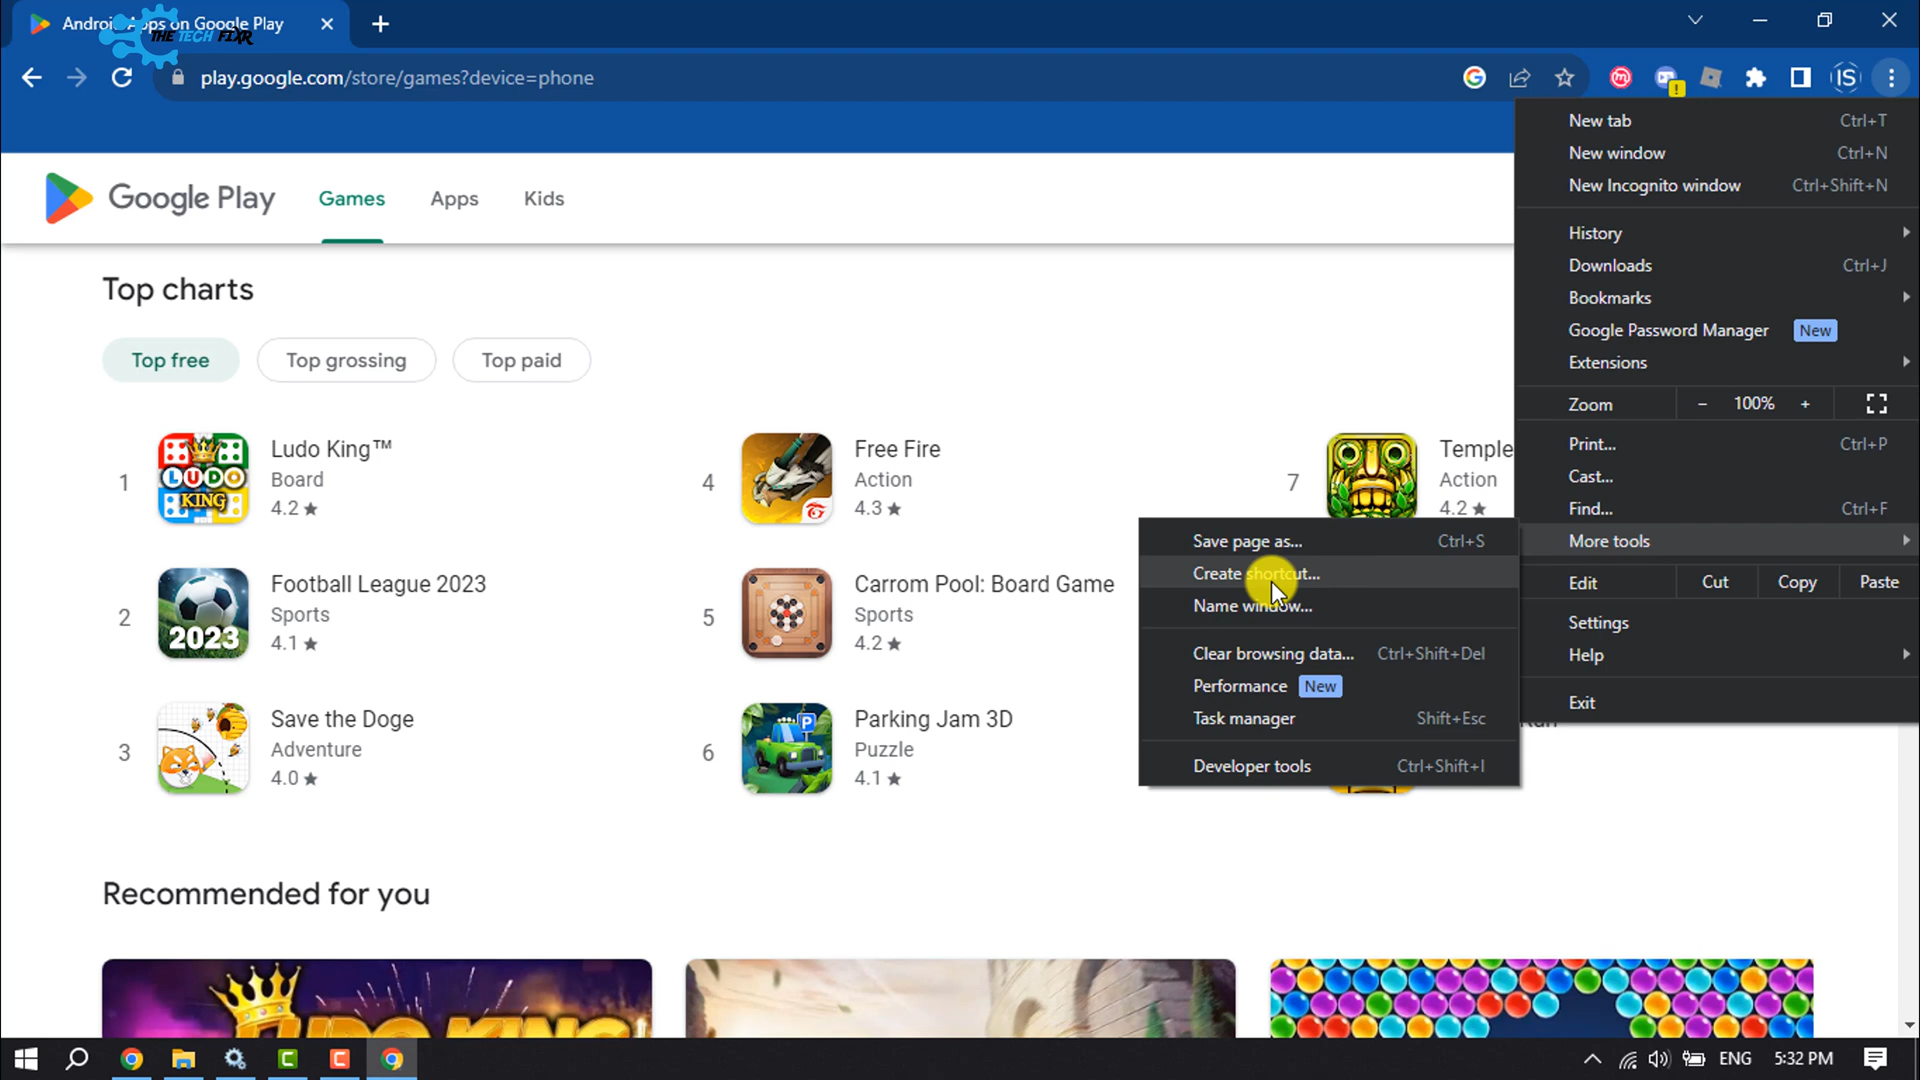 Android Apps on Google Play
THE TECH FIXR
play.google.com/store/games?device=phone
IS
New tab Ctrl+T
New window Ctrl+N
New Incognito window Ctrl+Shift+N
History
Downloads Ctrl+J
Bookmarks
Google Password Manager New
Extensions
Zoom − 100% +
Print... Ctrl+P
Cast...
Find... Ctrl+F
More tools
Edit Cut Copy Paste
Settings
Help
Exit
Save page as... Ctrl+S
Create shortcut...
Name window...
Clear browsing data... Ctrl+Shift+Del
Performance New
Task manager Shift+Esc
Developer tools Ctrl+Shift+I
Google Play Games Apps Kids
Top charts
Top free Top grossing Top paid
1 LUDO KING Ludo King™
Board
4.2 ★
2 2023 Football League 2023
Sports
4.1 ★
3 Save the Doge
Adventure
4.0 ★
4 Free Fire
Action
4.3 ★
5 Carrom Pool: Board Game
Sports
4.2 ★
6 P Parking Jam 3D
Puzzle
4.1 ★
7 Temple
Action
4.2 ★
Recommended for you
LUDO KING
ENG 5:32 PM